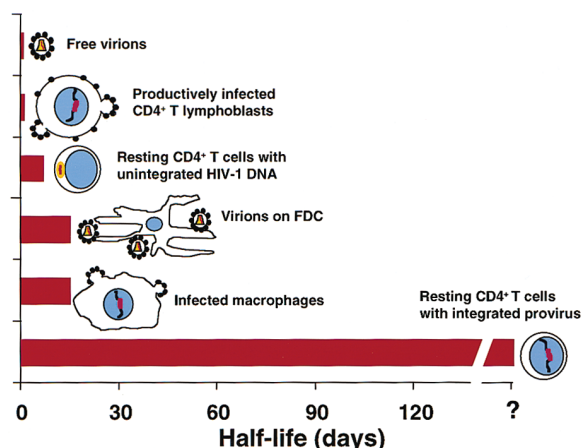 Free virions
Productively infected
CD4⁺ T lymphoblasts
Resting CD4⁺ T cells with
unintegrated HIV-1 DNA
Virions on FDC
Infected macrophages
Resting CD4⁺ T cells
with integrated provirus
0 30 60 90 120 ?
Half-life (days)